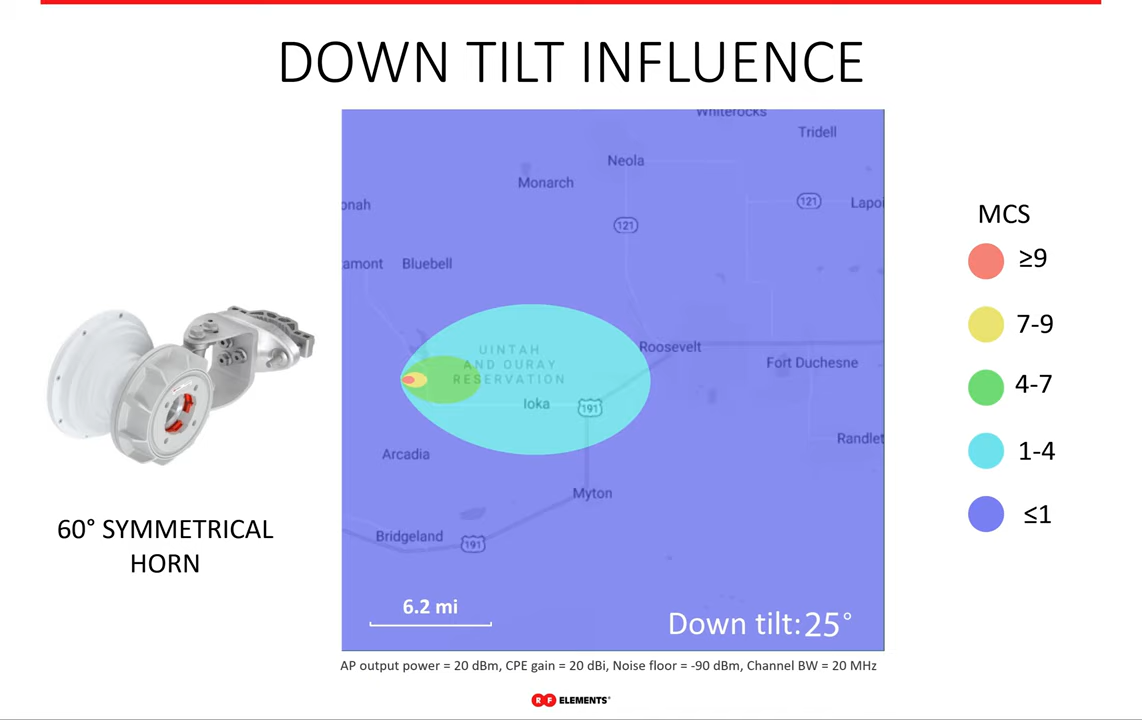 DOWN TILT INFLUENCE
Whiterocks
Tridell
Neola
Monarch
121
Lapoi
onah
121
amont
Bluebell
MCS
≥9
7-9
4-7
1-4
≤1
UINTAH
AND OURAY
RESERVATION
Roosevelt
Fort Duchesne
Ioka
191
Randlet
Arcadia
Myton
Bridgeland
191
60° SYMMETRICAL
HORN
6.2 mi
Down tilt: 25°
AP output power = 20 dBm, CPE gain = 20 dBi, Noise floor = -90 dBm, Channel BW = 20 MHz
RF ELEMENTS®